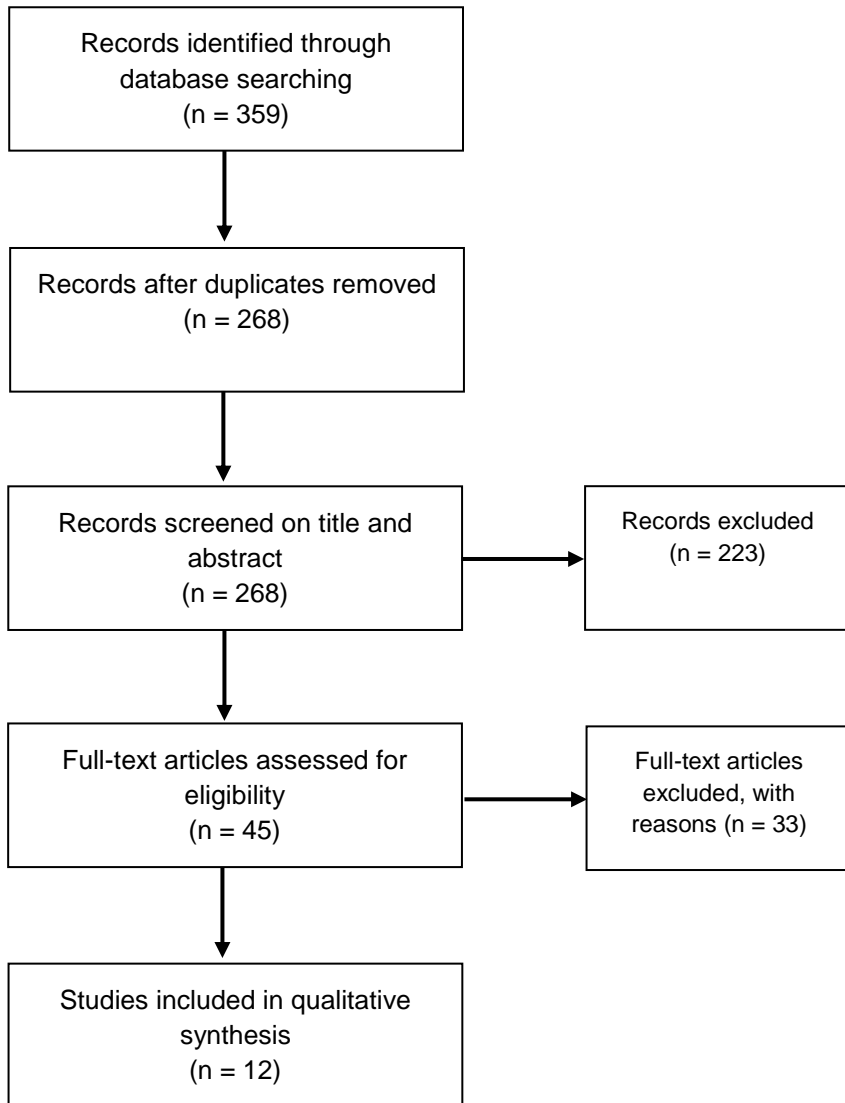 Records identified through
database searching
(n = 359)
Records after duplicates removed
(n = 268)
Records screened on title and
abstract
(n = 268)
Records excluded
(n = 223)
Full-text articles assessed for
eligibility
(n = 45)
Full-text articles
excluded, with
reasons (n = 33)
Studies included in qualitative
synthesis
(n = 12)